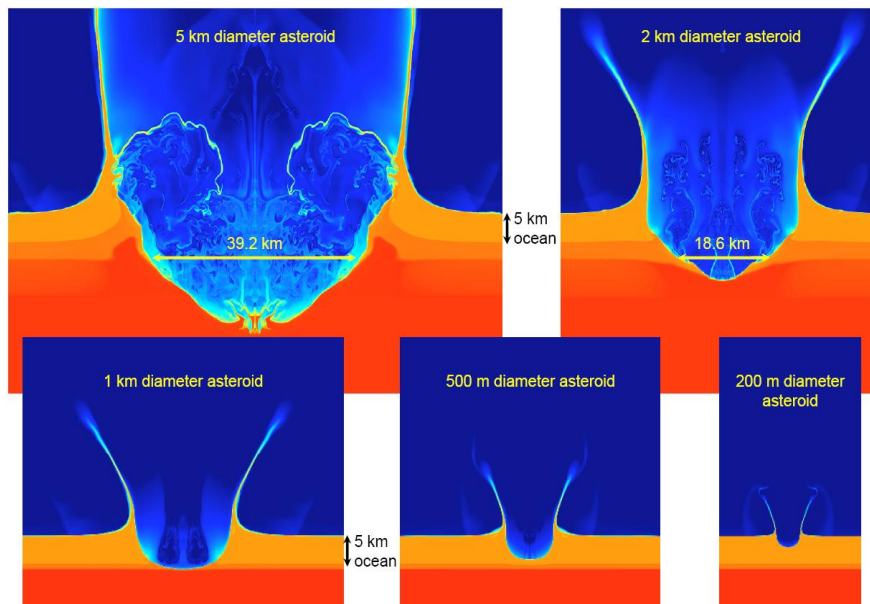 5 km diameter asteroid
2 km diameter asteroid
5 km
ocean
39.2 km
18.6 km
1 km diameter asteroid
500 m diameter asteroid
200 m diameter
asteroid
5 km
ocean